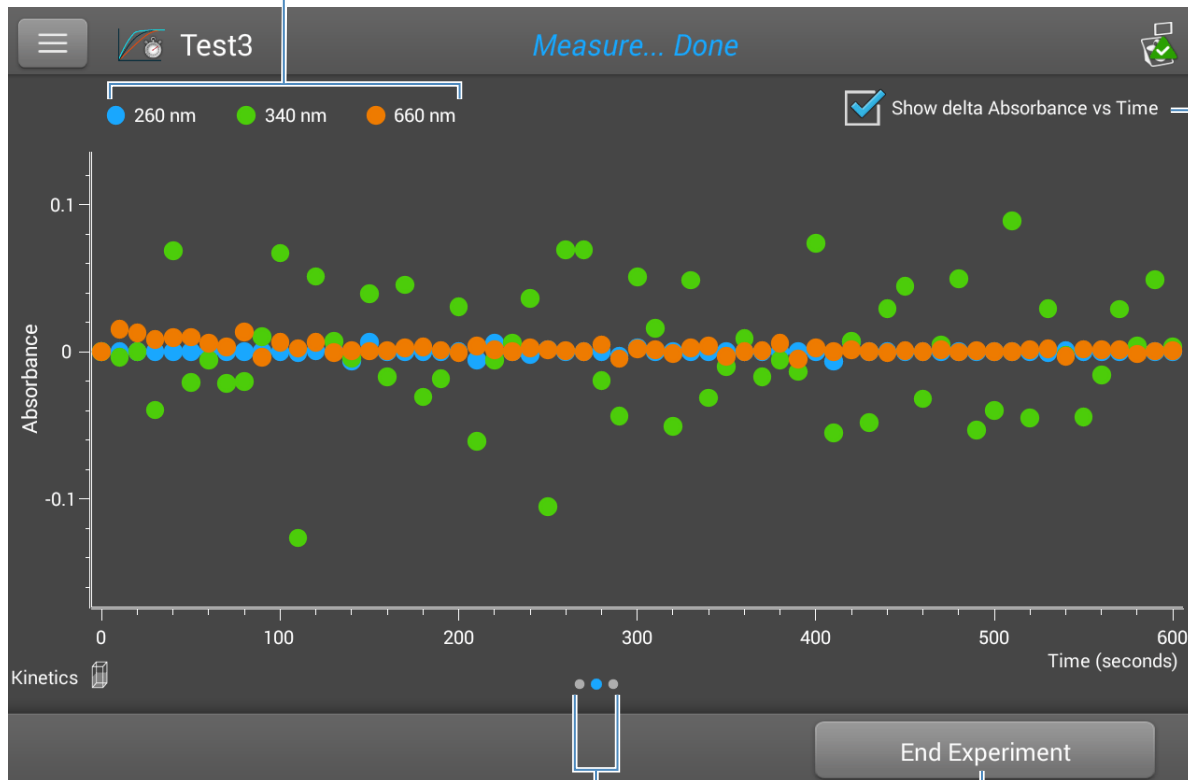 Test3
Measure... Done
260 nm 340 nm 660 nm
Show delta Absorbance vs Time
0.1
0
-0.1
Absorbance
0 100 200 300 400 500 600
Time (seconds)
Kinetics
End Experiment